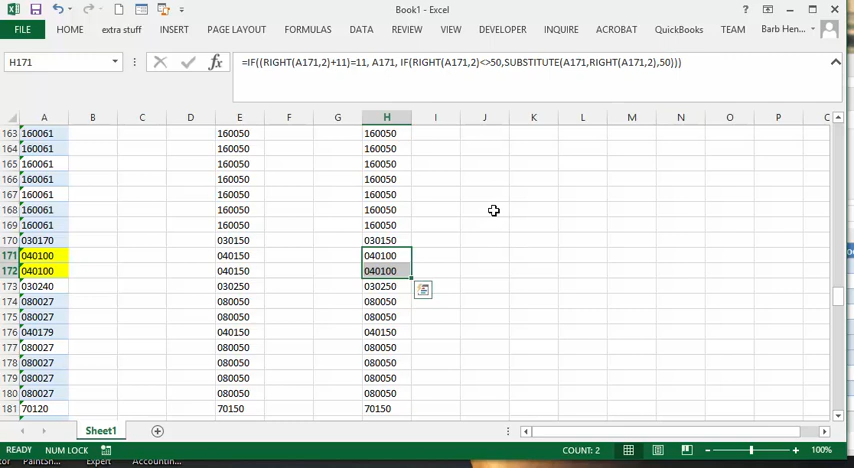 Book1 - Excel
FILE HOME extra stuff INSERT PAGE LAYOUT FORMULAS DATA REVIEW VIEW DEVELOPER INQUIRE ACROBAT QuickBooks TEAM Barb Hen...
H171 fx =IF((RIGHT(A171,2)+11)=11, A171, IF(RIGHT(A171,2)<>50,SUBSTITUTE(A171,RIGHT(A171,2),50)))
A B C D E F G H I J K L M N O P
163 160061 160050 160050
164 160061 160050 160050
165 160061 160050 160050
166 160061 160050 160050
167 160061 160050 160050
168 160061 160050 160050
169 160061 160050 160050
170 030170 030150 030150
171 040100 040150 040100
172 040100 040150 040100
173 030240 030250 030250
174 080027 080050 080050
175 080027 080050 080050
176 040179 040150 040150
177 080027 080050 080050
178 080027 080050 080050
179 080027 080050 080050
180 080027 080050 080050
181 70120 70150 70150
Sheet1
READY NUM LOCK COUNT: 2 100%
PaintSh... Expert Accountin...